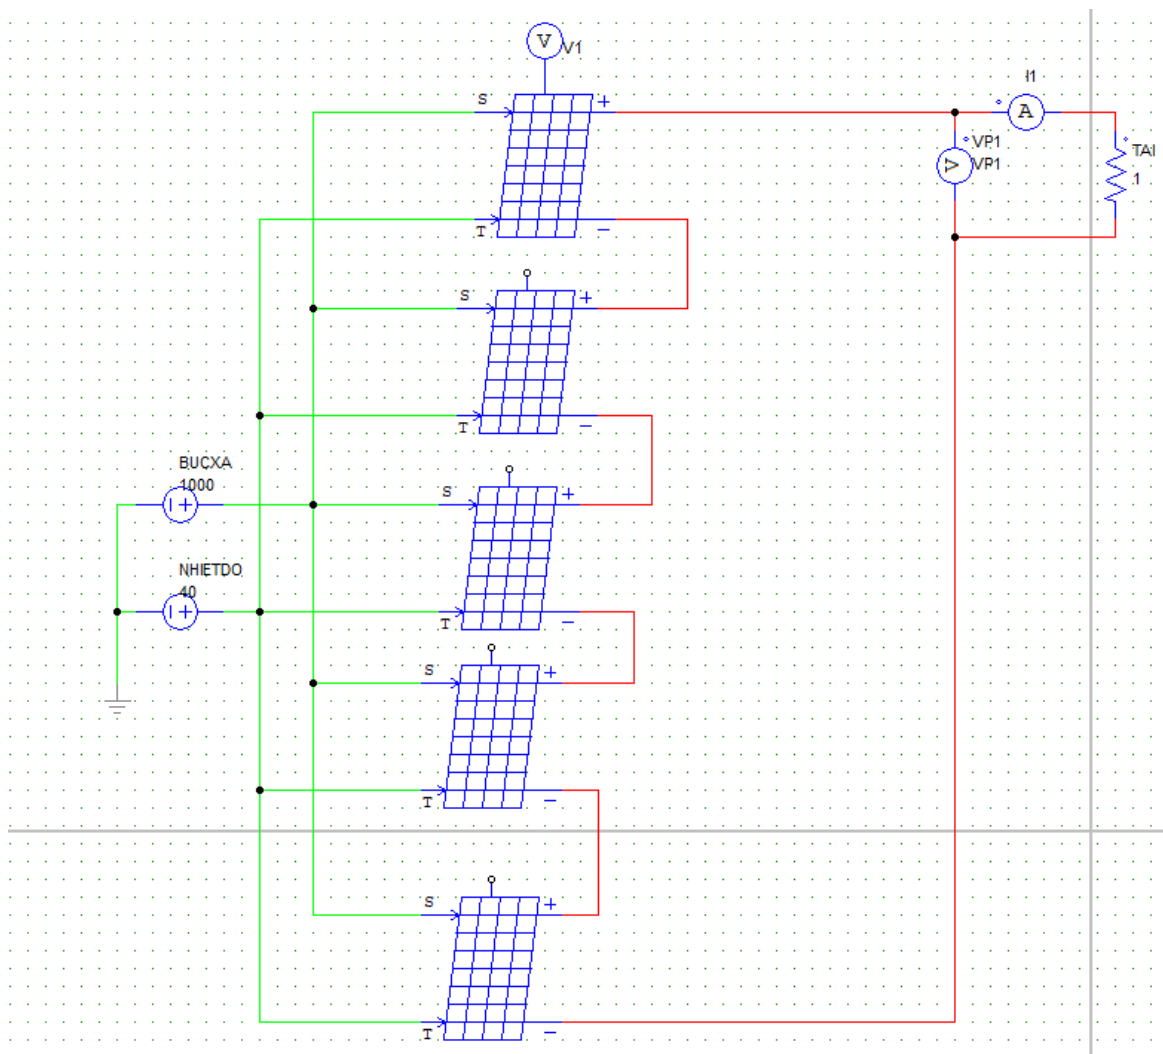 V V1
I1
S +
A
VP1
V VP1
TAI
.1
T −
S +
T −
BUCXA
1000
S +
NHIETDO
40
T −
S +
T −
S +
T −